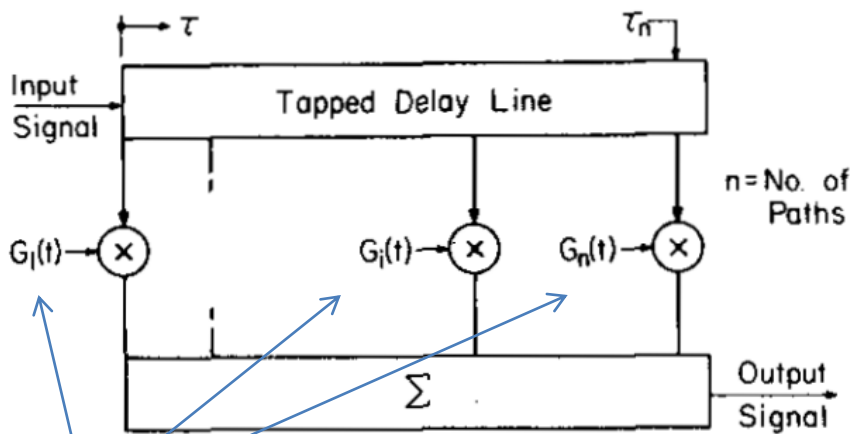 τ
τn
Input
Signal
Tapped Delay Line
n=No. of
Paths
G1(t)
×
Gi(t)
×
Gn(t)
×
Σ
Output
Signal